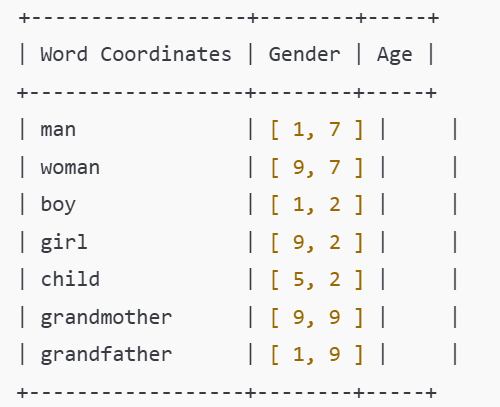 +------------------+--------+-----+
| Word Coordinates | Gender | Age |
+------------------+--------+-----+
| man              | [ 1, 7 ] |     |
| woman            | [ 9, 7 ] |     |
| boy              | [ 1, 2 ] |     |
| girl             | [ 9, 2 ] |     |
| child            | [ 5, 2 ] |     |
| grandmother      | [ 9, 9 ] |     |
| grandfather      | [ 1, 9 ] |     |
+------------------+--------+-----+